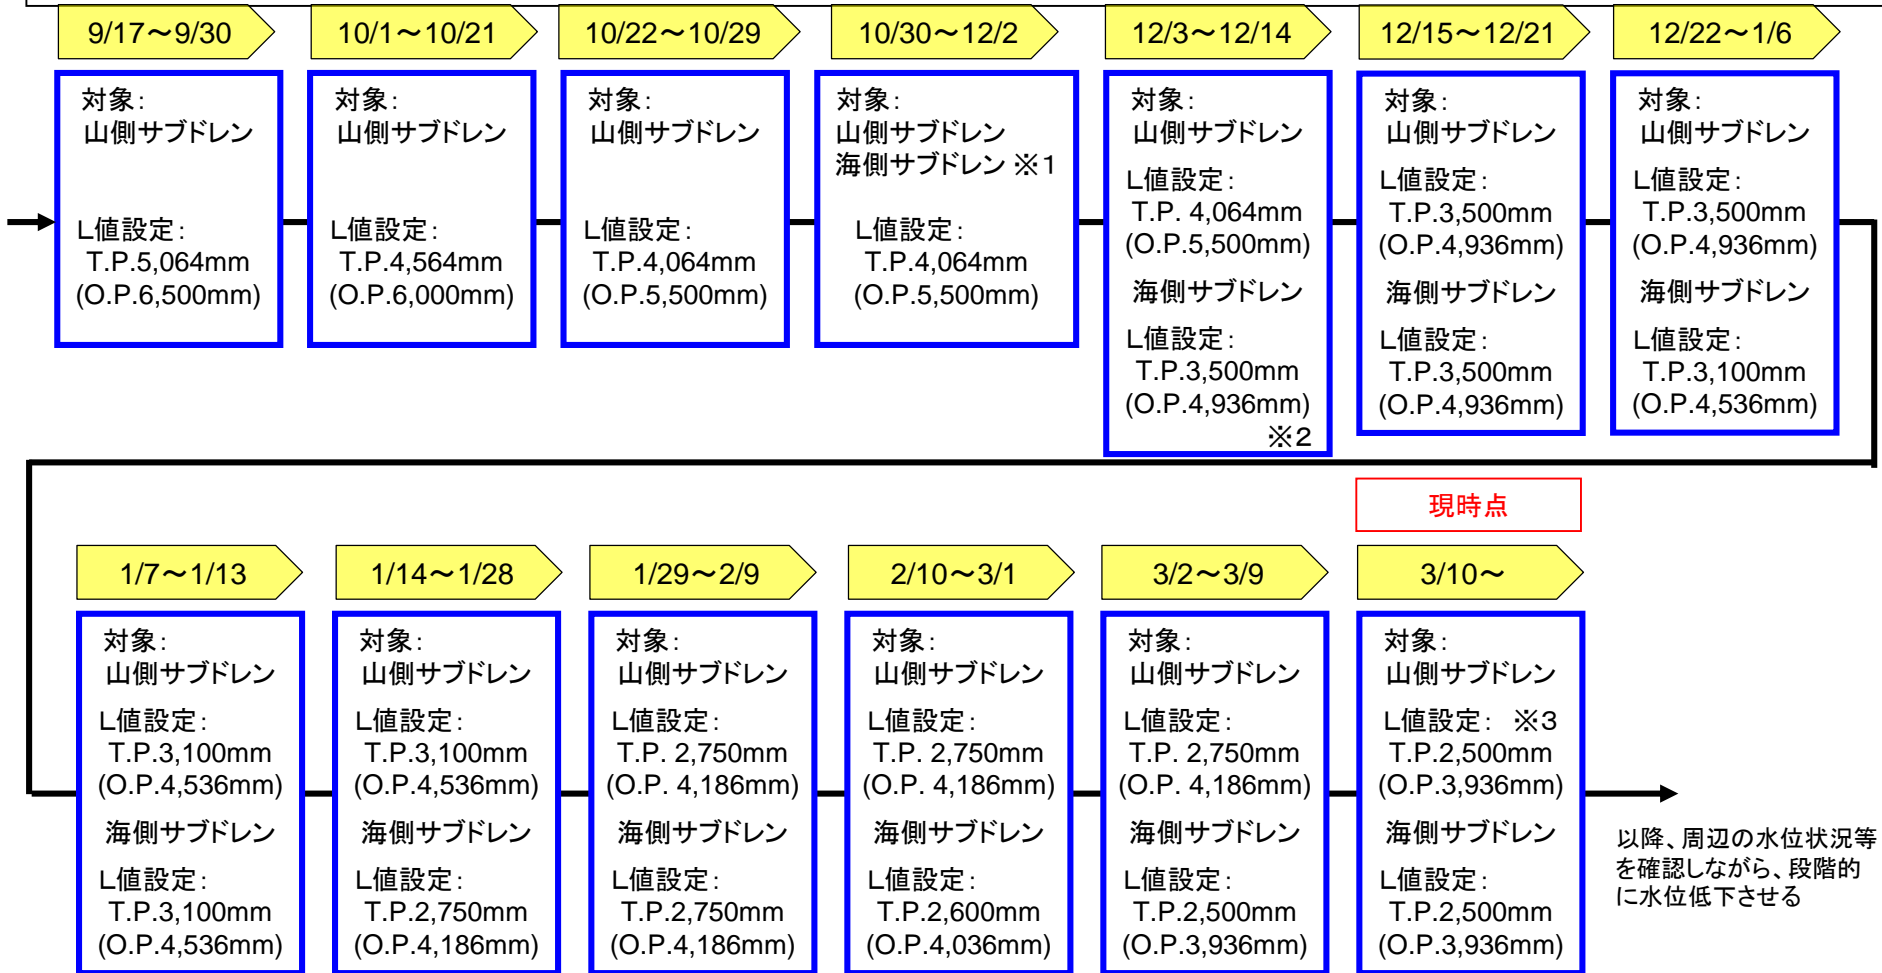 9/17～9/30
対象：
山側サブドレン
L値設定：
T.P.5,064mm
(O.P.6,500mm)
10/1～10/21
対象：
山側サブドレン
L値設定：
T.P.4,564mm
(O.P.6,000mm)
10/22～10/29
対象：
山側サブドレン
L値設定：
T.P.4,064mm
(O.P.5,500mm)
10/30～12/2
対象：
山側サブドレン
海側サブドレン ※1
L値設定：
T.P.4,064mm
(O.P.5,500mm)
12/3～12/14
対象：
山側サブドレン
L値設定：
T.P. 4,064mm
(O.P.5,500mm)
海側サブドレン
L値設定：
T.P.3,500mm
(O.P.4,936mm)
※2
12/15～12/21
対象：
山側サブドレン
L値設定：
T.P.3,500mm
(O.P.4,936mm)
海側サブドレン
L値設定：
T.P.3,500mm
(O.P.4,936mm)
12/22～1/6
対象：
山側サブドレン
L値設定：
T.P.3,500mm
(O.P.4,936mm)
海側サブドレン
L値設定：
T.P.3,100mm
(O.P.4,536mm)
1/7～1/13
対象：
山側サブドレン
L値設定：
T.P.3,100mm
(O.P.4,536mm)
海側サブドレン
L値設定：
T.P.3,100mm
(O.P.4,536mm)
1/14～1/28
対象：
山側サブドレン
L値設定：
T.P.3,100mm
(O.P.4,536mm)
海側サブドレン
L値設定：
T.P.2,750mm
(O.P.4,186mm)
1/29～2/9
対象：
山側サブドレン
L値設定：
T.P. 2,750mm
(O.P. 4,186mm)
海側サブドレン
L値設定：
T.P.2,750mm
(O.P.4,186mm)
2/10～3/1
対象：
山側サブドレン
L値設定：
T.P. 2,750mm
(O.P. 4,186mm)
海側サブドレン
L値設定：
T.P.2,600mm
(O.P.4,036mm)
3/2～3/9
対象：
山側サブドレン
L値設定：
T.P. 2,750mm
(O.P. 4,186mm)
海側サブドレン
L値設定：
T.P.2,500mm
(O.P.3,936mm)
現時点
3/10～
対象：
山側サブドレン
L値設定： ※3
T.P.2,500mm
(O.P.3,936mm)
海側サブドレン
L値設定：
T.P.2,500mm
(O.P.3,936mm)
以降、周辺の水位状況等
を確認しながら、段階的
に水位低下させる